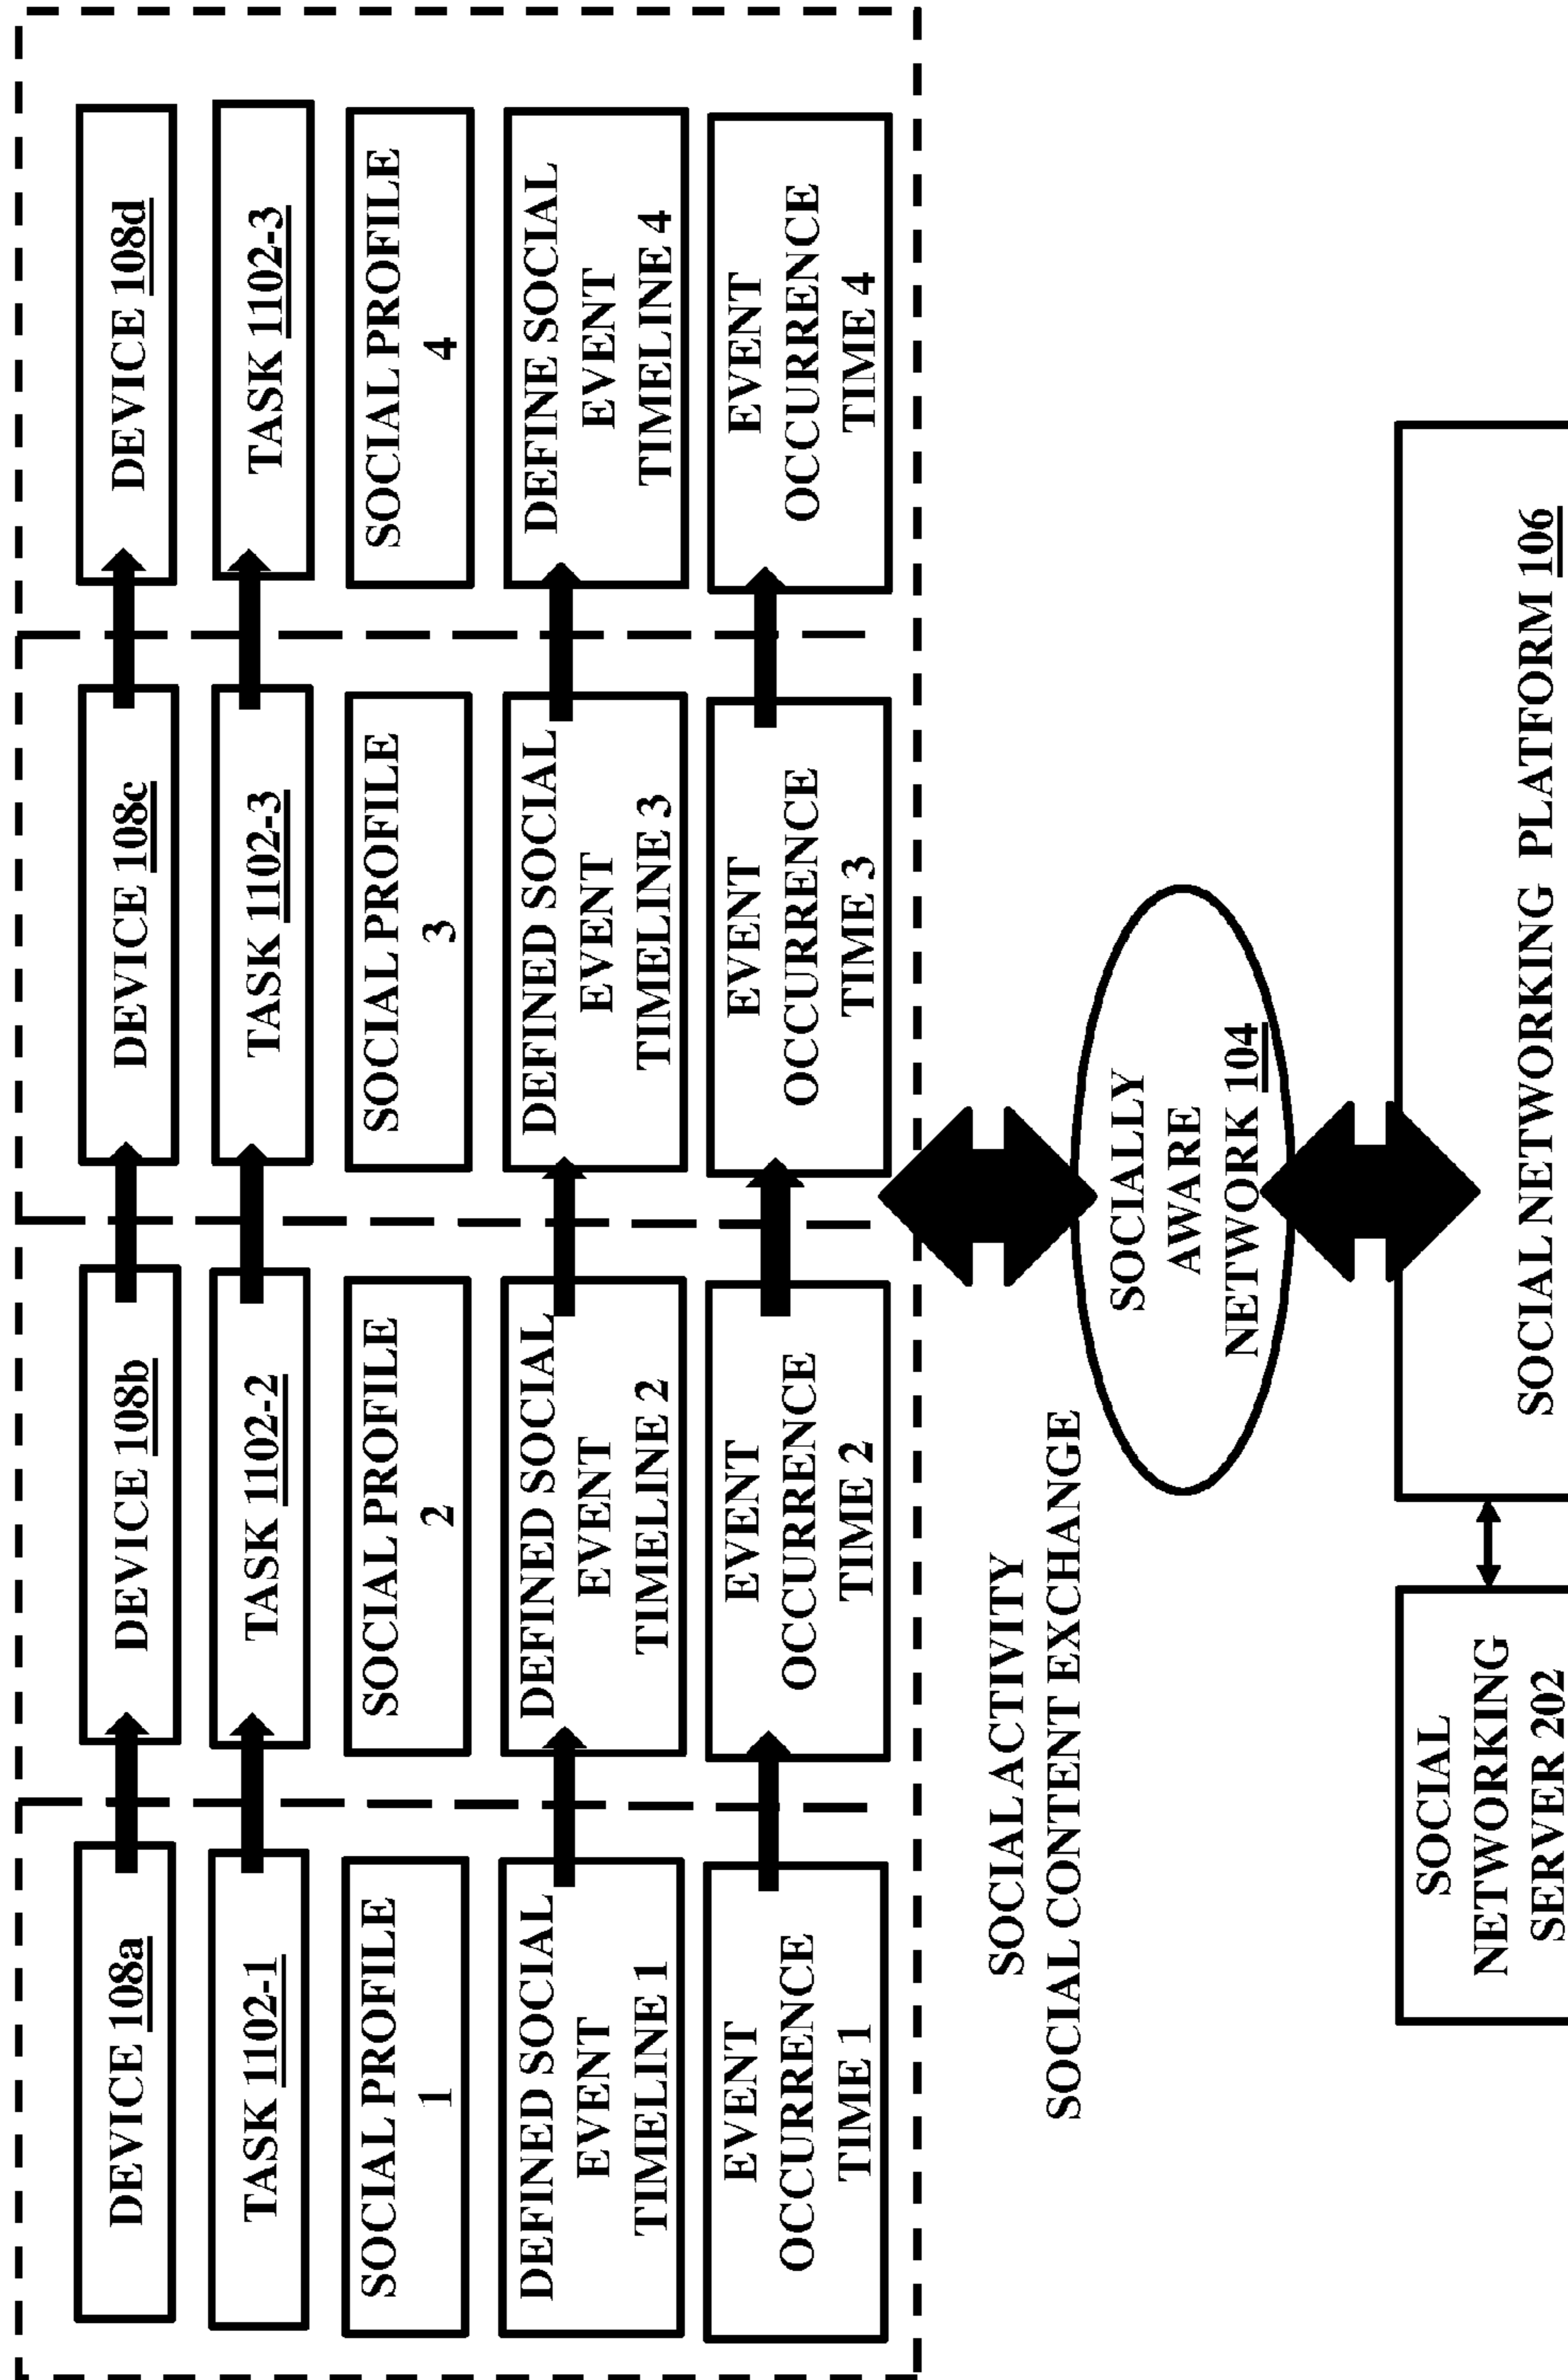 DEVICE 108a
TASK 1102-1
SOCIAL PROFILE
1
DEFINED SOCIAL
EVENT
TIMELINE 1
EVENT
OCCURRENCE
TIME 1
DEVICE 108b
TASK 1102-2
SOCIAL PROFILE
2
DEFINED SOCIAL
EVENT
TIMELINE 2
EVENT
OCCURRENCE
TIME 2
DEVICE 108c
TASK 1102-3
SOCIAL PROFILE
3
DEFINED SOCIAL
EVENT
TIMELINE 3
EVENT
OCCURRENCE
TIME 3
DEVICE 108d
TASK 1102-3
SOCIAL PROFILE
4
DEFINE SOCIAL
EVENT
TIMELINE 4
EVENT
OCCURRENCE
TIME 4
SOCIAL ACTIVITY
SOCIAL CONTENT EXCHANGE
SOCIALLY
AWARE
NETWORK 104
SOCIAL
NETWORKING
SERVER 202
SOCIAL NETWORKING PLATFORM 106